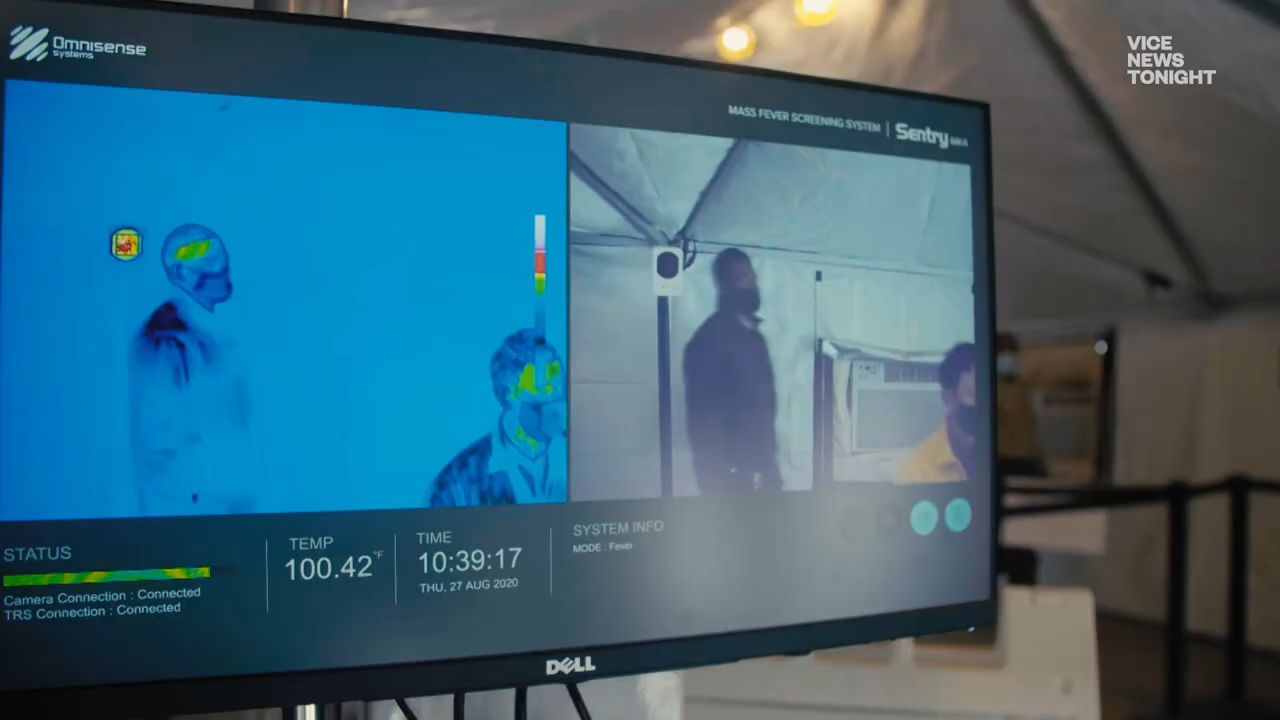 Omnisense
systems
VICE
NEWS
TONIGHT
MASS FEVER SCREENING SYSTEM
Sentry
STATUS
Camera Connection : Connected
TRS Connection : Connected
TEMP
100.42°F
TIME
10:39:17
THU, 27 AUG 2020
SYSTEM INFO
MODE : Fever
DELL